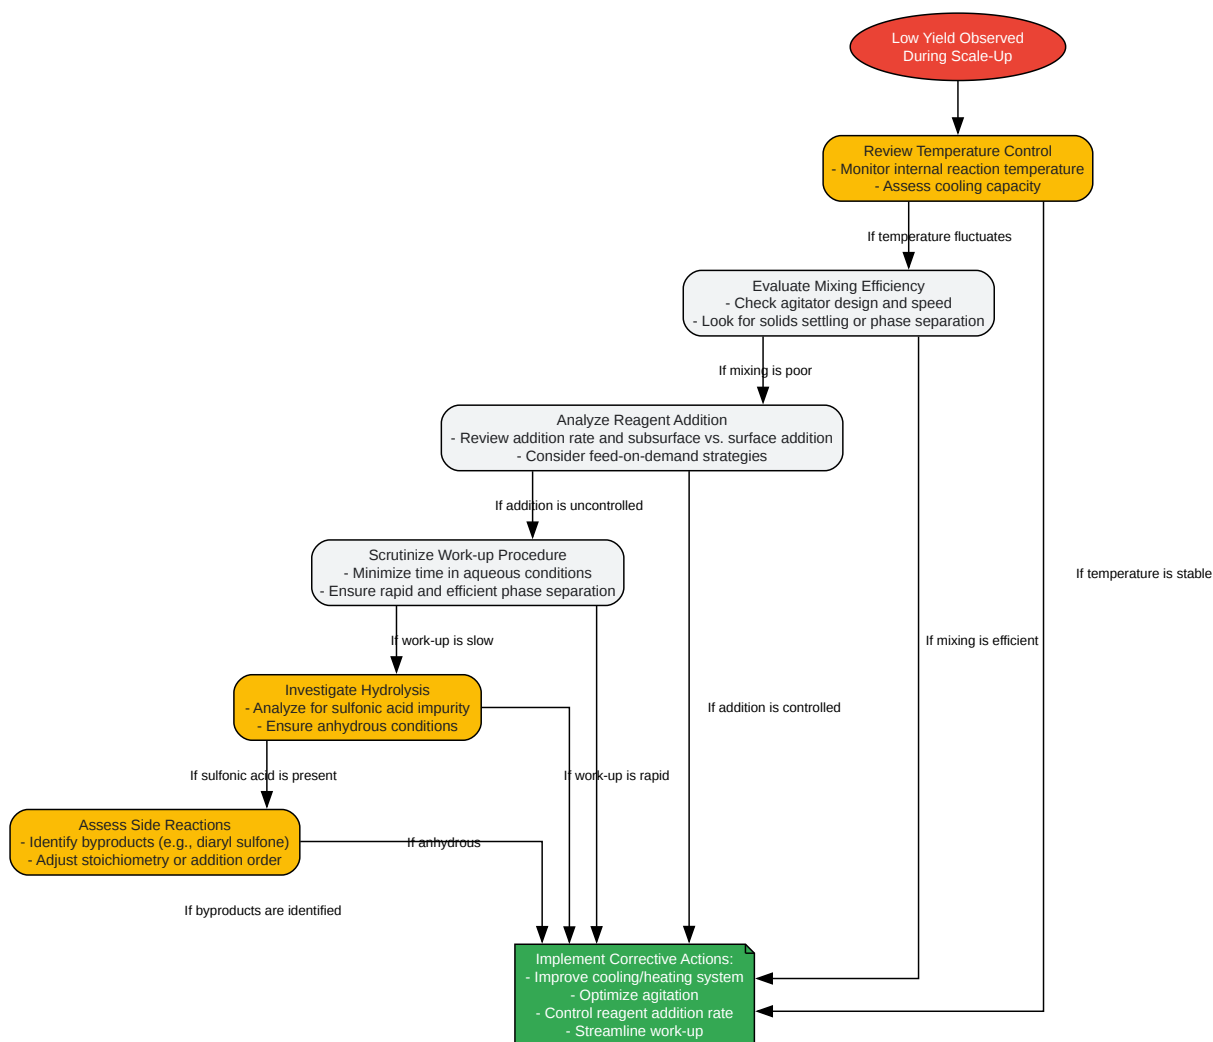 Low Yield Observed
During Scale-Up
Review Temperature Control
- Monitor internal reaction temperature
- Assess cooling capacity
If temperature fluctuates
Evaluate Mixing Efficiency
- Check agitator design and speed
- Look for solids settling or phase separation
If mixing is poor
Analyze Reagent Addition
- Review addition rate and subsurface vs. surface addition
- Consider feed-on-demand strategies
If addition is uncontrolled
Scrutinize Work-up Procedure
- Minimize time in aqueous conditions
- Ensure rapid and efficient phase separation
If temperature is stable
If work-up is slow
If mixing is efficient
Investigate Hydrolysis
- Analyze for sulfonic acid impurity
- Ensure anhydrous conditions
If addition is controlled
If sulfonic acid is present
If work-up is rapid
Assess Side Reactions
- Identify byproducts (e.g., diaryl sulfone)
- Adjust stoichiometry or addition order
If anhydrous
If byproducts are identified
Implement Corrective Actions:
- Improve cooling/heating system
- Optimize agitation
- Control reagent addition rate
- Streamline work-up